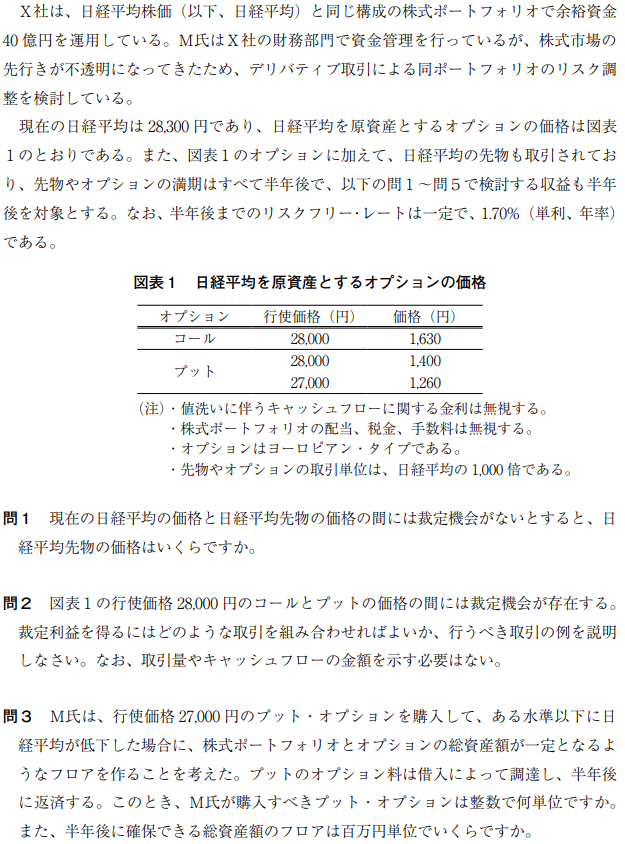 X社は、日経平均株価（以下、日経平均）と同じ構成の株式ポートフォリオで余裕資金
40億円を運用している。M氏はX社の財務部門で資金管理を行っているが、株式市場の
先行きが不透明になってきたため、デリバティブ取引による同ポートフォリオのリスク調
整を検討している。
現在の日経平均は28,300円であり、日経平均を原資産とするオプションの価格は図表
1のとおりである。また、図表1のオプションに加えて、日経平均の先物も取引されてお
り、先物やオプションの満期はすべて半年後で、以下の問1～問5で検討する収益も半年
後を対象とする。なお、半年後までのリスクフリー・レートは一定で、1.70%（単利、年率）
である。
図表1　日経平均を原資産とするオプションの価格
オプション　行使価格（円）　価格（円）
コール　28,000　1,630
プット　28,000　1,400
27,000　1,260
（注）・値洗いに伴うキャッシュフローに関する金利は無視する。
・株式ポートフォリオの配当、税金、手数料は無視する。
・オプションはヨーロピアン・タイプである。
・先物やオプションの取引単位は、日経平均の1,000倍である。
問1　現在の日経平均の価格と日経平均先物の価格の間には裁定機会がないとすると、日
経平均先物の価格はいくらですか。
問2　図表1の行使価格28,000円のコールとプットの価格の間には裁定機会が存在する。
裁定利益を得るにはどのような取引を組み合わせればよいか、行うべき取引の例を説明
しなさい。なお、取引量やキャッシュフローの金額を示す必要はない。
問3　M氏は、行使価格27,000円のプット・オプションを購入して、ある水準以下に日
経平均が低下した場合に、株式ポートフォリオとオプションの総資産額が一定となるよ
うなフロアを作ることを考えた。プットのオプション料は借入によって調達し、半年後
に返済する。このとき、M氏が購入すべきプット・オプションは整数で何単位ですか。
また、半年後に確保できる総資産額のフロアは百万円単位でいくらですか。